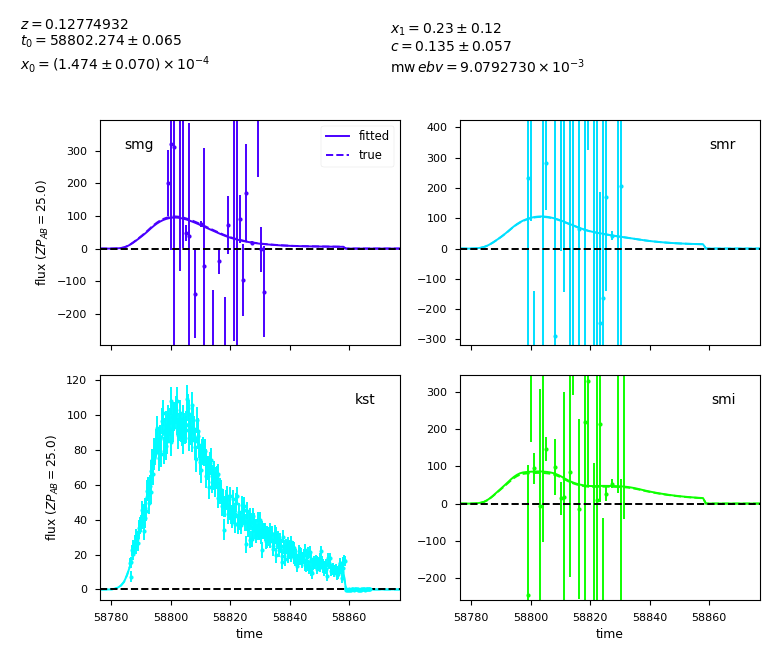 z = 0.12774932
t₀ = 58802.274 ± 0.065
x₀ = (1.474 ± 0.070) × 10⁻⁴
x₁ = 0.23 ± 0.12
c = 0.135 ± 0.057
mw ebv = 9.0792730 × 10⁻³
smg
fitted
true
300
200
100
0
−100
−200
flux (ZP_AB = 25.0)
smr
400
300
200
100
0
−100
−200
−300
kst
120
100
80
60
40
20
0
flux (ZP_AB = 25.0)
58780 58800 58820 58840 58860
time
smi
300
200
100
0
−100
−200
58780 58800 58820 58840 58860
time